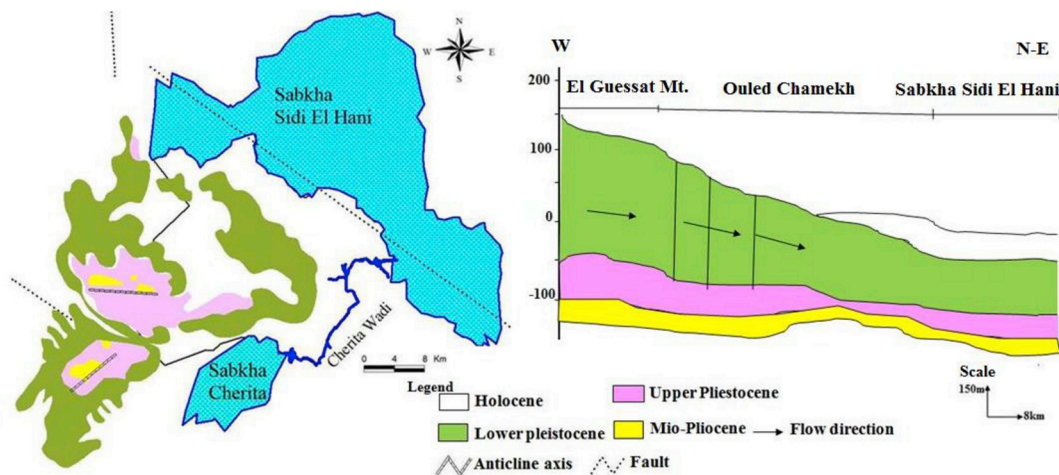 N
W E
S
Sabkha
Sidi El Hani
Cherita Wadi
Sabkha
Cherita
0 4 8 Km
W N-E
El Guessat Mt. Ouled Chamekh Sabkha Sidi El Hani
200
100
0
-100
Scale
150m
8km
Legend
Holocene
Upper Pliestocene
Lower pleistocene
Mio-Pliocene
Flow direction
Anticline axis
Fault